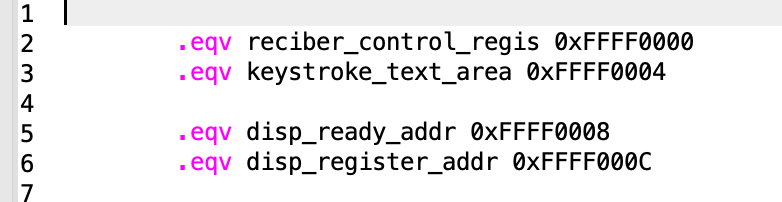 1
2 .eqv reciber_control_regis 0xFFFF0000
3 .eqv keystroke_text_area 0xFFFF0004
4
5 .eqv disp_ready_addr 0xFFFF0008
6 .eqv disp_register_addr 0xFFFF000C
7